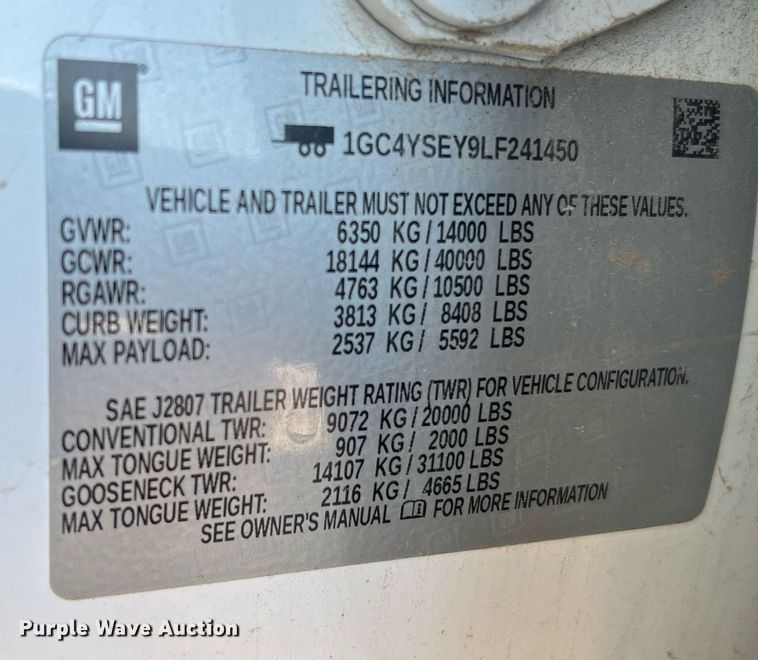 GM
TRAILERING INFORMATION
1GC4YSEY9LF241450
VEHICLE AND TRAILER MUST NOT EXCEED ANY OF THESE VALUES.
GVWR: 6350 KG/14000 LBS
GCWR: 18144 KG/40000 LBS
RGAWR: 4763 KG/10500 LBS
CURB WEIGHT: 3813 KG/ 8408 LBS
MAX PAYLOAD: 2537 KG/ 5592 LBS
SAE J2807 TRAILER WEIGHT RATING (TWR) FOR VEHICLE CONFIGURATION.
CONVENTIONAL TWR: 9072 KG/20000 LBS
MAX TONGUE WEIGHT: 907 KG/ 2000 LBS
GOOSENECK TWR: 14107 KG/31100 LBS
MAX TONGUE WEIGHT: 2116 KG/ 4665 LBS
SEE OWNER'S MANUAL FOR MORE INFORMATION
Purple Wave Auction